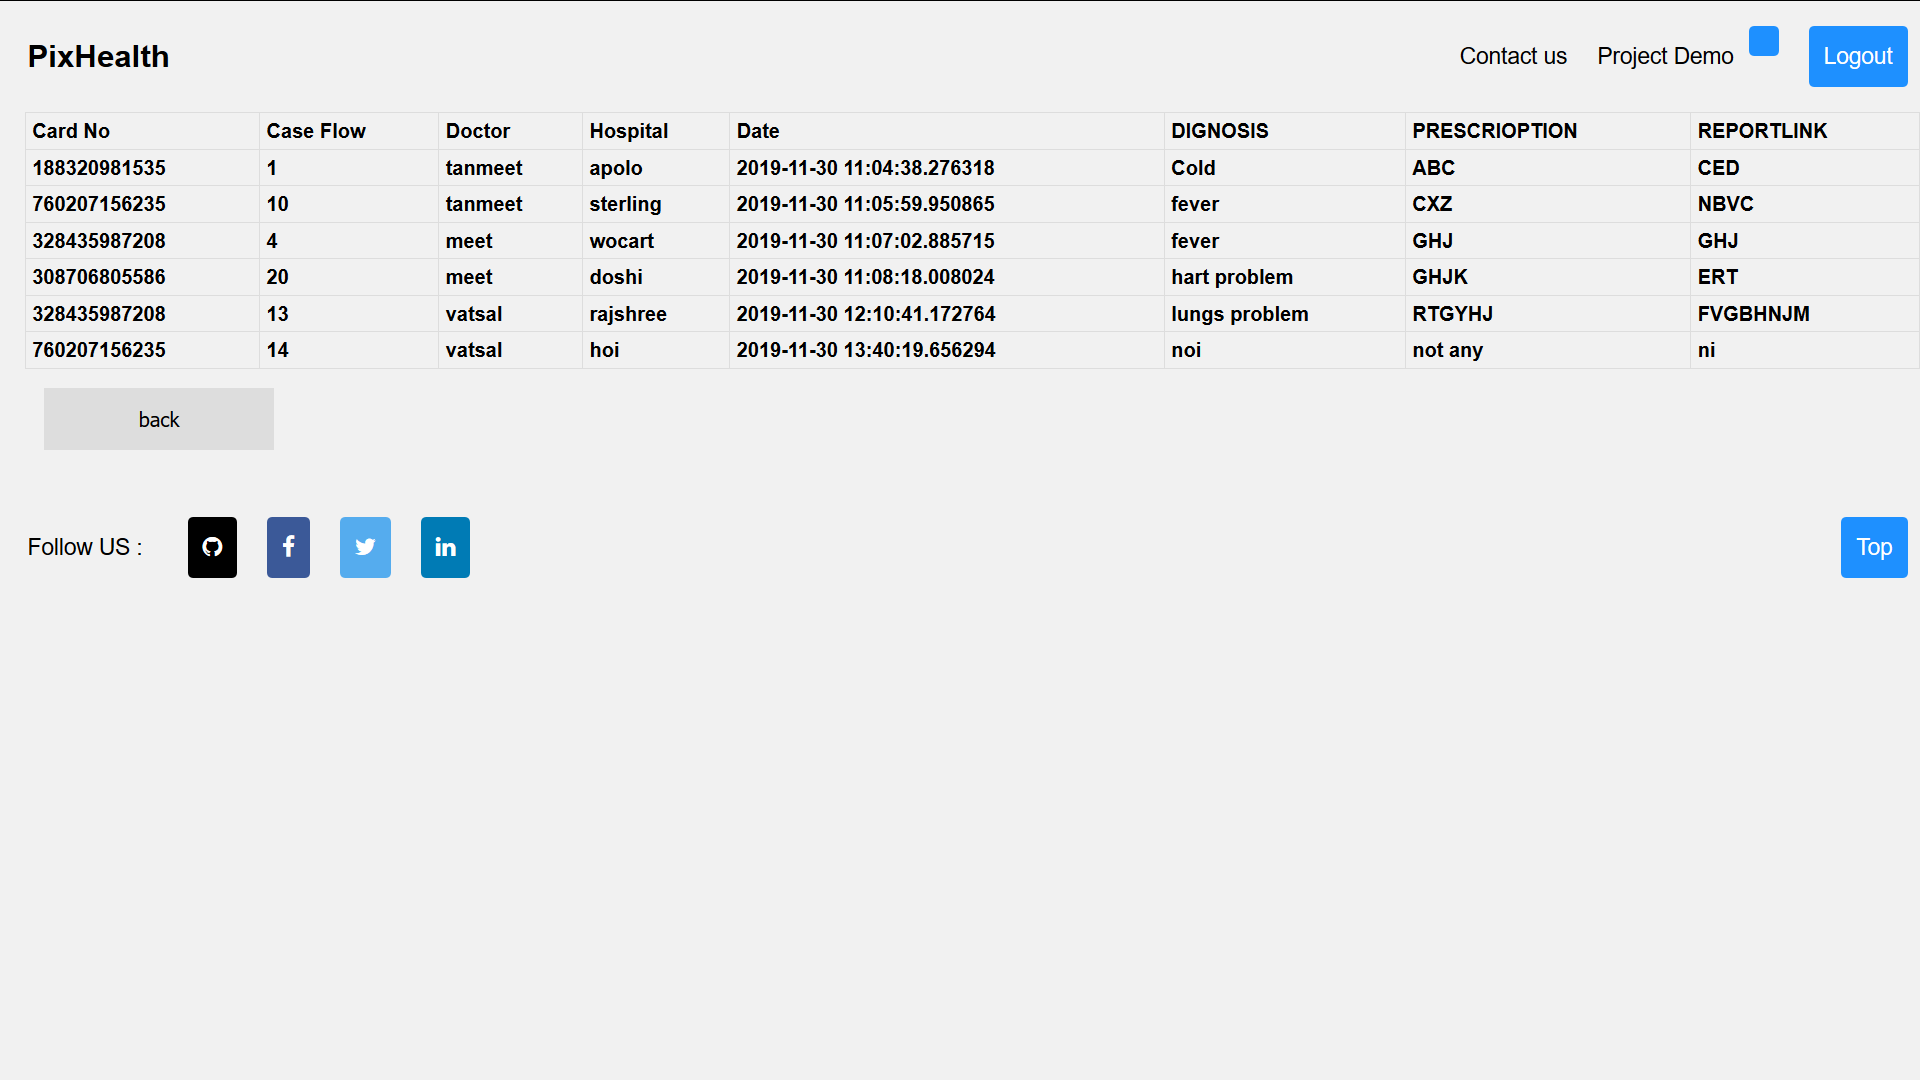 PixHealth Contact us Project Demo Logout
Card No Case Flow Doctor Hospital Date DIGNOSIS PRESCRIOPTION REPORTLINK
188320981535 1 tanmeet apolo 2019-11-30 11:04:38.276318 Cold ABC CED
760207156235 10 tanmeet sterling 2019-11-30 11:05:59.950865 fever CXZ NBVC
328435987208 4 meet wocart 2019-11-30 11:07:02.885715 fever GHJ GHJ
308706805586 20 meet doshi 2019-11-30 11:08:18.008024 hart problem GHJK ERT
328435987208 13 vatsal rajshree 2019-11-30 12:10:41.172764 lungs problem RTGYHJ FVGBHNJM
760207156235 14 vatsal hoi 2019-11-30 13:40:19.656294 noi not any ni
back
Follow US : Top